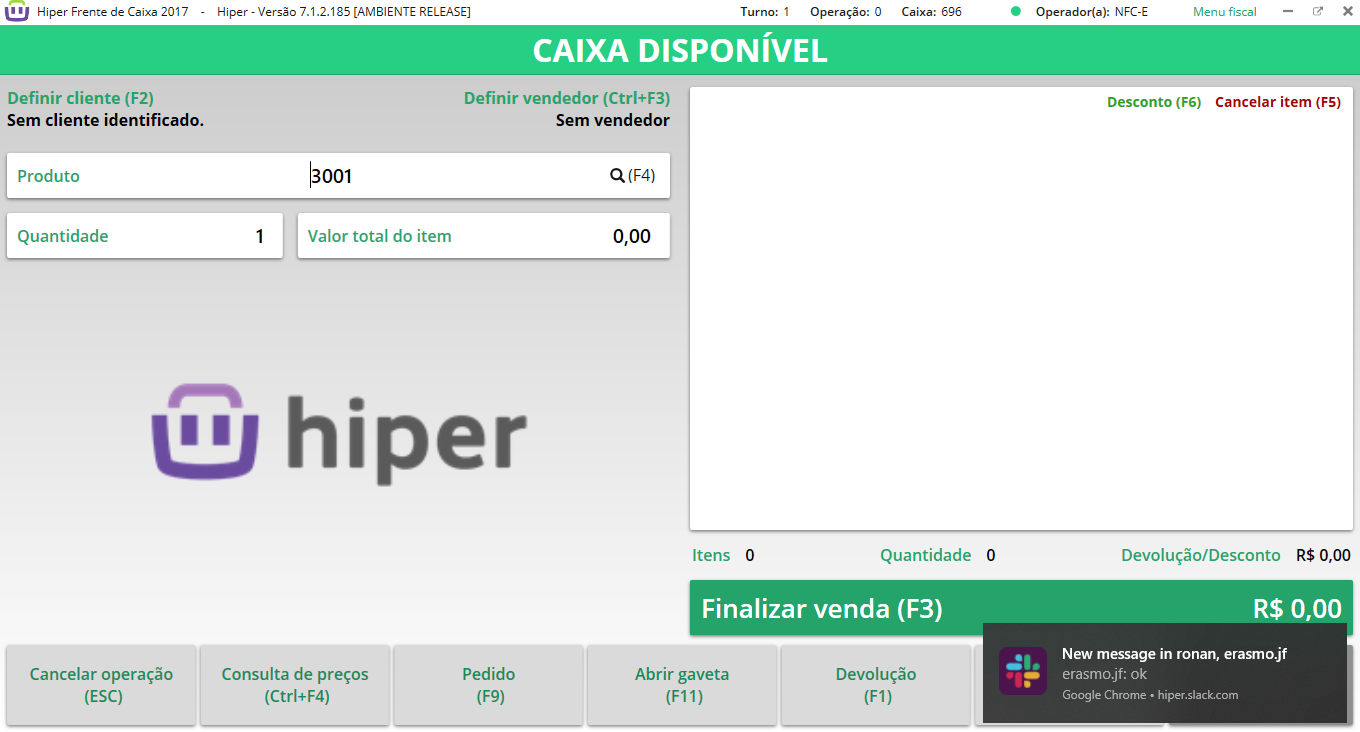 Hiper Frente de Caixa 2017 - Hiper - Versão 7.1.2.185 [AMBIENTE RELEASE] Turno: 1 Operação: 0 Caixa: 696 Operador(a): NFC-E Menu fiscal
CAIXA DISPONÍVEL
Definir cliente (F2) Definir vendedor (Ctrl+F3)
Sem cliente identificado. Sem vendedor
Desconto (F6) Cancelar item (F5)
Produto 3001 (F4)
Quantidade 1 Valor total do item 0,00
hiper
Itens 0 Quantidade 0 Devolução/Desconto R$ 0,00
Finalizar venda (F3) R$ 0,00
Cancelar operação
(ESC)
Consulta de preços
(Ctrl+F4)
Pedido
(F9)
Abrir gaveta
(F11)
Devolução
(F1)
New message in ronan, erasmo.jf
erasmo.jf: ok
Google Chrome • hiper.slack.com